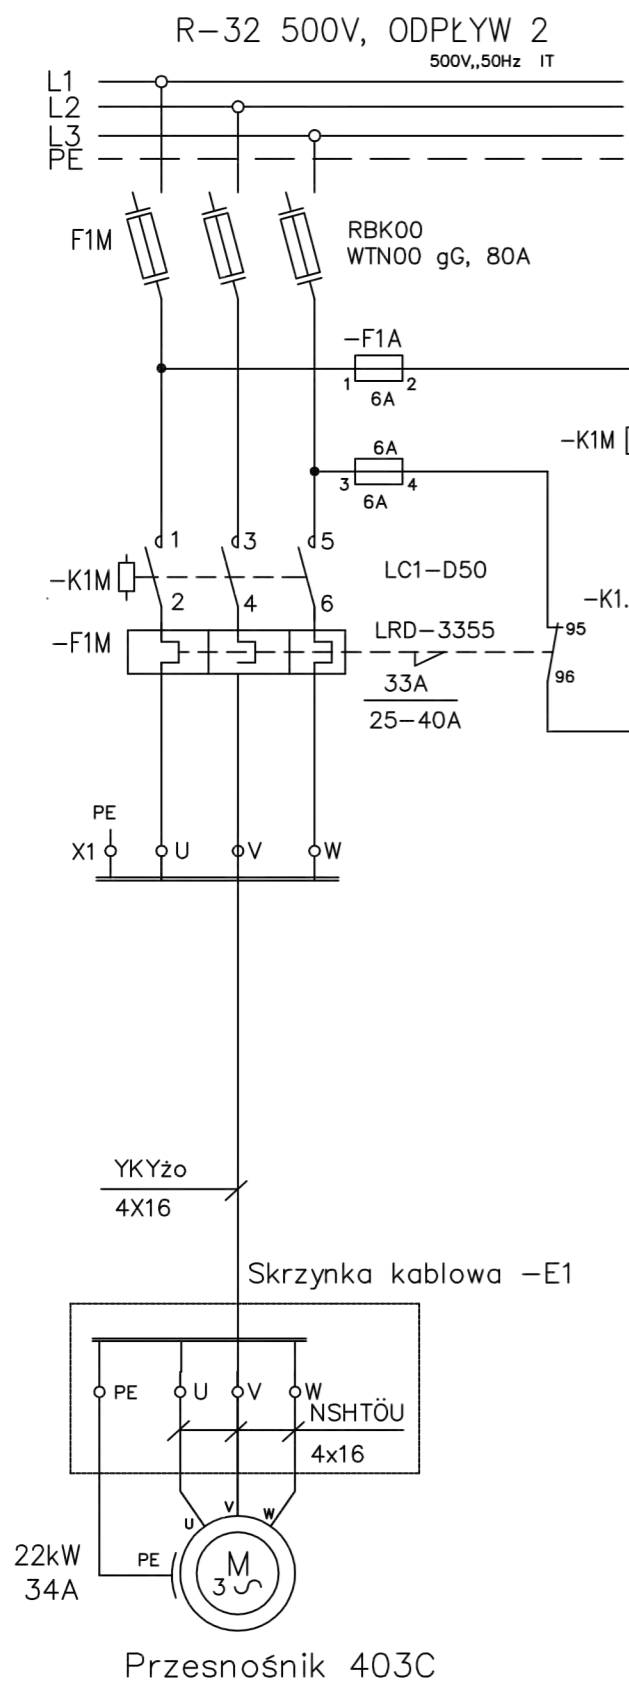 R-32 500V, ODPŁYW 2
500V,,50Hz IT
L1
L2
L3
PE
F1M
RBK00
WTN00 gG, 80A
-F1A
1 2
6A
-K1M
6A
3 4
6A
1 3 5
-K1M
LC1-D50
2 4 6
-K1.
-F1M
LRD-3355
95
33A
96
25-40A
PE
X1 U V W
YKYżo
4X16
Skrzynka kablowa -E1
PE U V W
NSHTÖU
4x16
U V W
22kW
34A
PE
M
3
Przesnośnik 403C